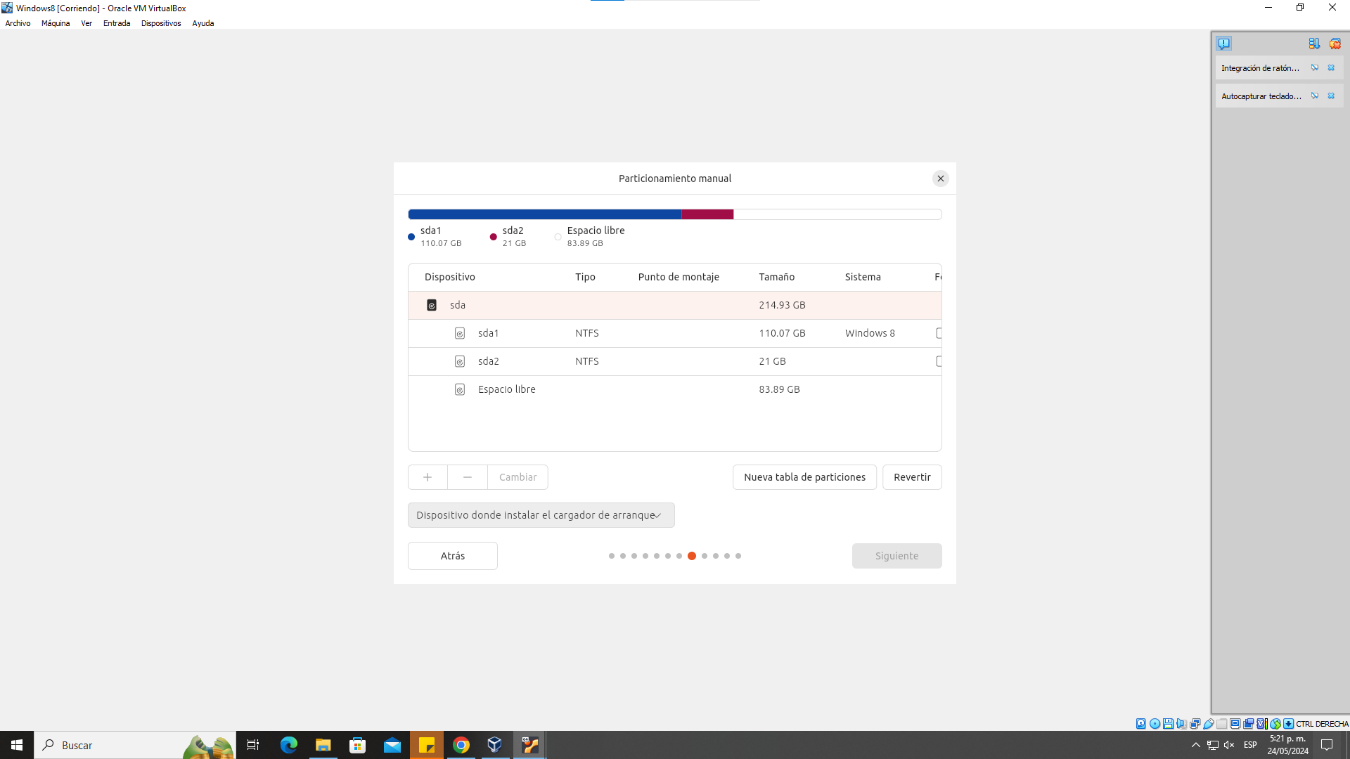 Windows8 [Corriendo] - Oracle VM VirtualBox
Archivo Máquina Ver Entrada Dispositivos Ayuda
Integración de ratón...
Autocapturar teclado...
Particionamiento manual
sda1 sda2 Espacio libre
110.07 GB 21 GB 83.89 GB
Dispositivo Tipo Punto de montaje Tamaño Sistema
sda 214.93 GB
sda1 NTFS 110.07 GB Windows 8
sda2 NTFS 21 GB
Espacio libre 83.89 GB
+ − Cambiar Nueva tabla de particiones Revertir
Dispositivo donde instalar el cargador de arranque
Atrás Siguiente
CTRL DERECHA
Buscar
ESP
5:21 p. m.
24/05/2024